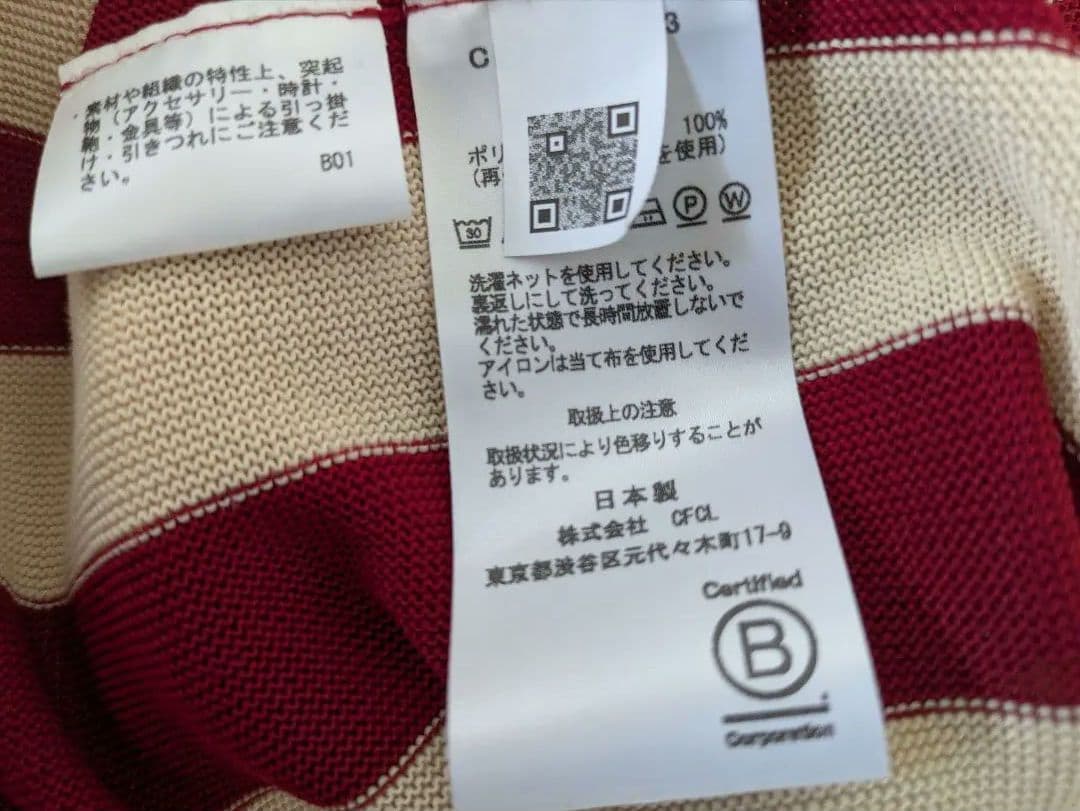 素材や組織の特性上、突起
物（アクセサリー・時計・
鞄・金具等）による引っ掛
け・引きつれにご注意くだ
さい。
B01
C
3
100%
ポリ
を使用）
（再
30
P
W
洗濯ネットを使用してください。
裏返しにして洗ってください。
濡れた状態で長時間放置しないで
ください。
アイロンは当て布を使用してくだ
さい。
取扱上の注意
取扱状況により色移りすることが
あります。
日本製
株式会社 CFCL
東京都渋谷区元代々木町17-9
Certified
B
Corporation